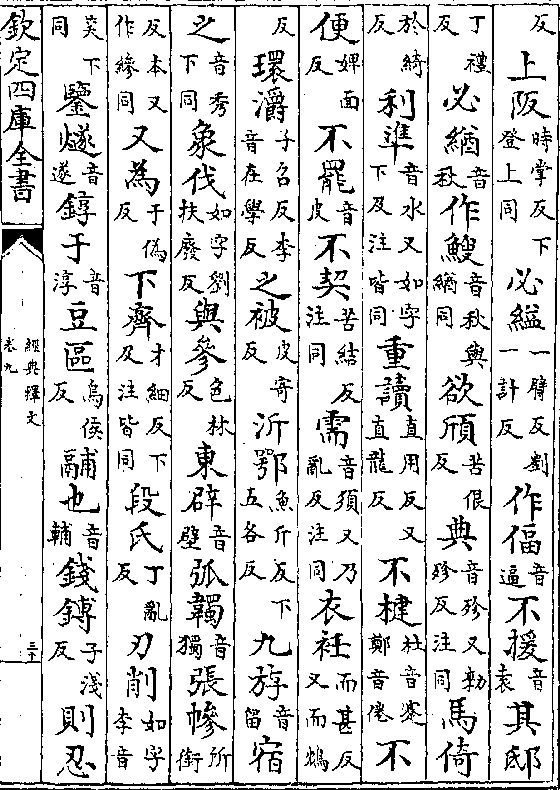 反上阪時掌反下登上同必縊一臂反劉一計反作偪音逼不援音袁其邸
丁禮反必緧音秋作鰌音秋與緧同欲頎苦佷反典音殄又勑殄反注同馬倚
於綺反利準音水又如字下及注皆同重讀直用反又直龍反不楗杜音蹇鄭音倦不
便婢面反不罷音皮不契苦結反注同需音須又乃亂反注同衣衽而甚反又而鴆
反環灂子召反李音在學反之被皮寄反沂鄂魚斤反下五各反九斿音留宿
之音秀下同象伐如字劉扶廢反與參色林反東辟音壁弧韣音獨張幓所銜
反本又作縿同又為于偽反下齊才細反下及注皆同段氏丁亂反刃削如字李音
笑下同鑒燧音遂錞于音淳豆區烏侯反鬴也音輔錢鎛子淺反則忍
欽定四庫全書
經典釋文
卷九
三十